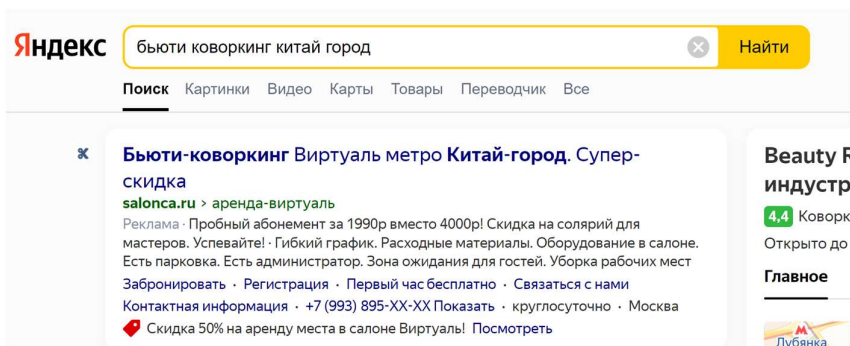 Яндекс
бьюти коворкинг китай город
Найти
Поиск Картинки Видео Карты Товары Переводчик Все
Бьюти-коворкинг Виртуаль метро Китай-город. Супер-
скидка
salonca.ru › аренда-виртуаль
Реклама · Пробный абонемент за 1990р вместо 4000р! Скидка на солярий для
мастеров. Успевайте! · Гибкий график. Расходные материалы. Оборудование в салоне.
Есть парковка. Есть администратор. Зона ожидания для гостей. Уборка рабочих мест
Забронировать · Регистрация · Первый час бесплатно · Связаться с нами
Контактная информация · +7 (993) 895-XX-XX Показать · круглосуточно · Москва
Скидка 50% на аренду места в салоне Виртуаль! Посмотреть
Beauty
индустр
4,4 Коворк
Открыто до
Главное
Лубянка